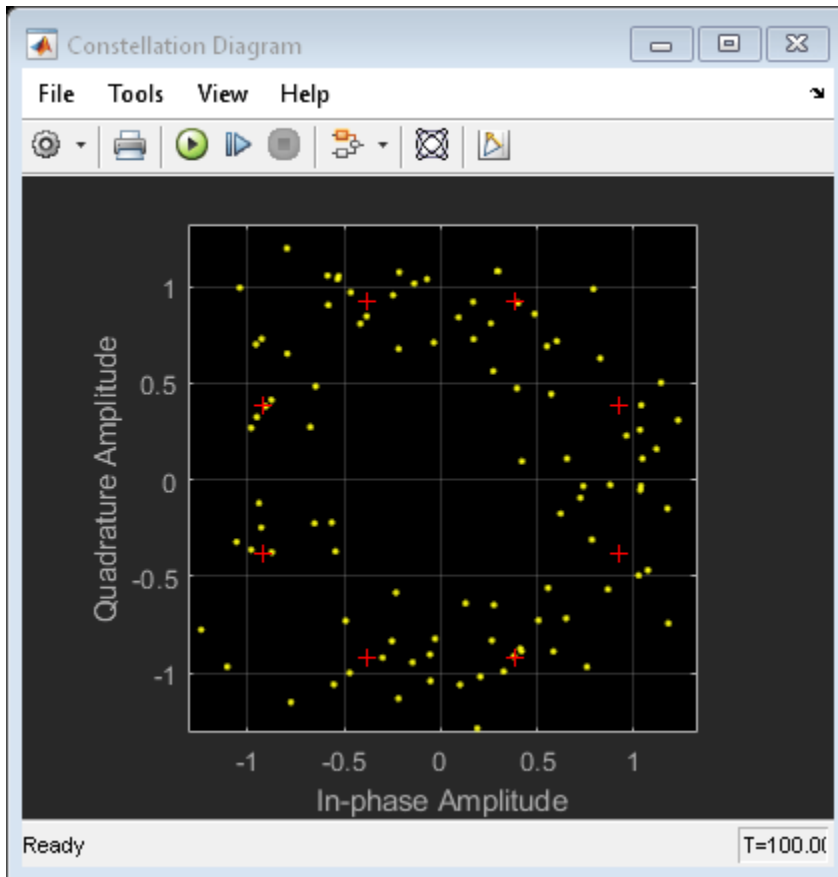 Constellation Diagram
File Tools View Help
Quadrature Amplitude
1
0.5
0
-0.5
-1
-1 -0.5 0 0.5 1
In-phase Amplitude
Ready T=100.00